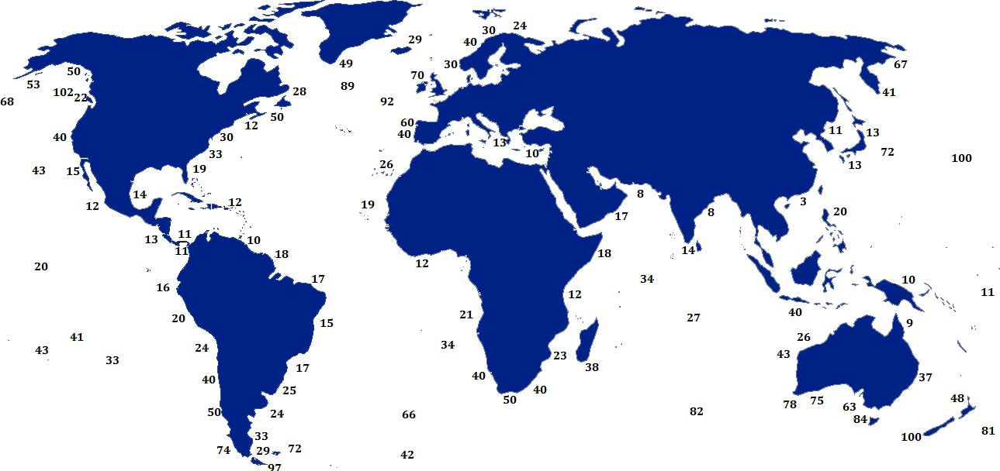 30 24
29 40
49 30
50 70 67
53 89
102 22 28 92 41
68
50
12 60
40 30 40 13 11 13
33 10 72
43 15 19 26 13 100
14 8
12 12 19 8 3
17 20
13 11 10
11 18 12 18 14
20 17 34 10
16 12 11
20 15 21 27 40 9
41 24 34 26
43 33 17 23 43
40 25 40 38 37
50 24 50 40 78 75 63 48
66 82 84
33 100 81
74 29 72 42
97